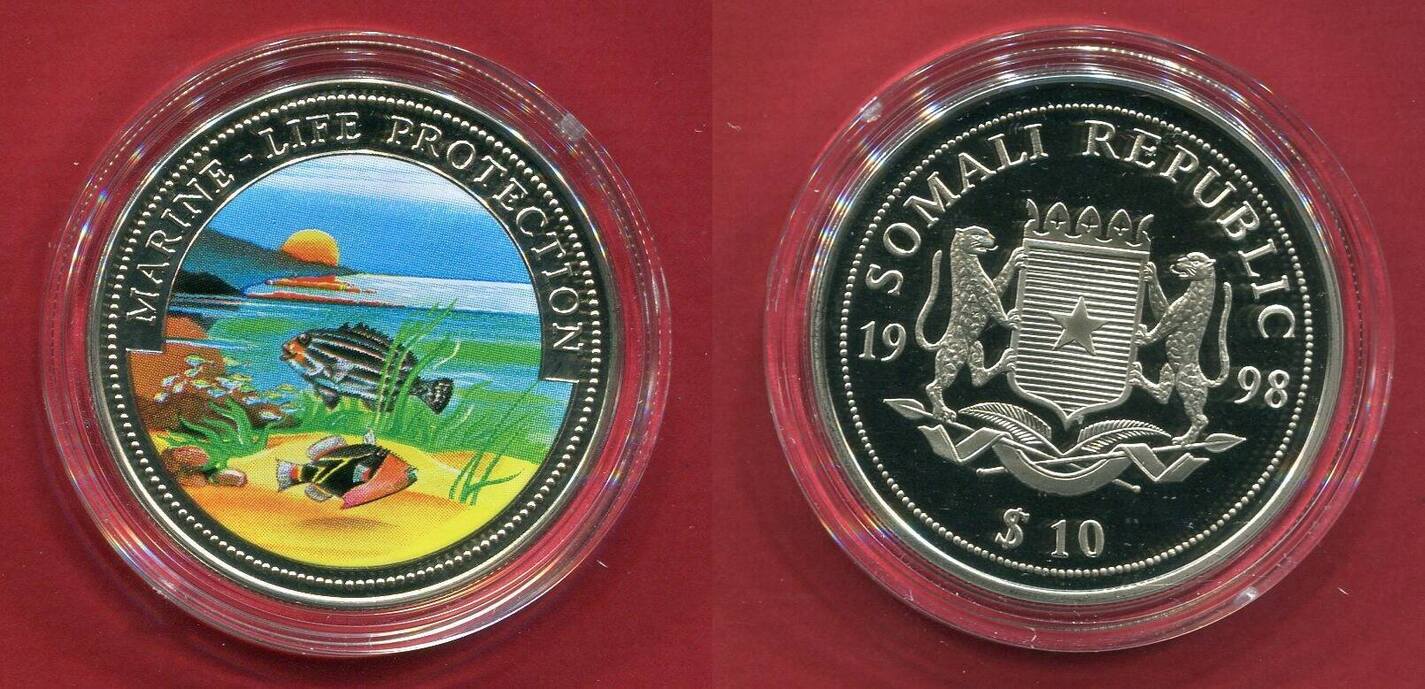 MARINE - LIFE PROTECTION
SOMALI REPUBLIC
19 98
$ 10